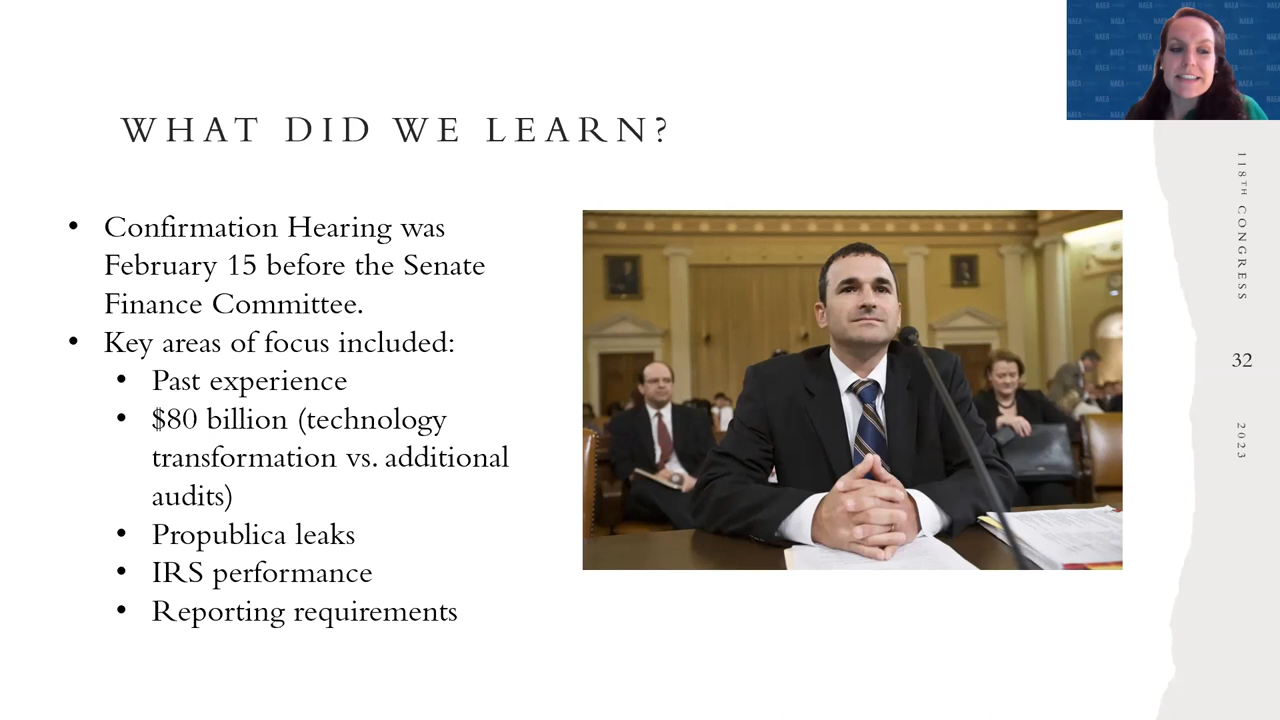 WHAT DID WE LEARN?
• Confirmation Hearing was
February 15 before the Senate
Finance Committee.
• Key areas of focus included:
• Past experience
• $80 billion (technology
transformation vs. additional
audits)
• Propublica leaks
• IRS performance
• Reporting requirements
NAEA
118TH CONGRESS
32
2023